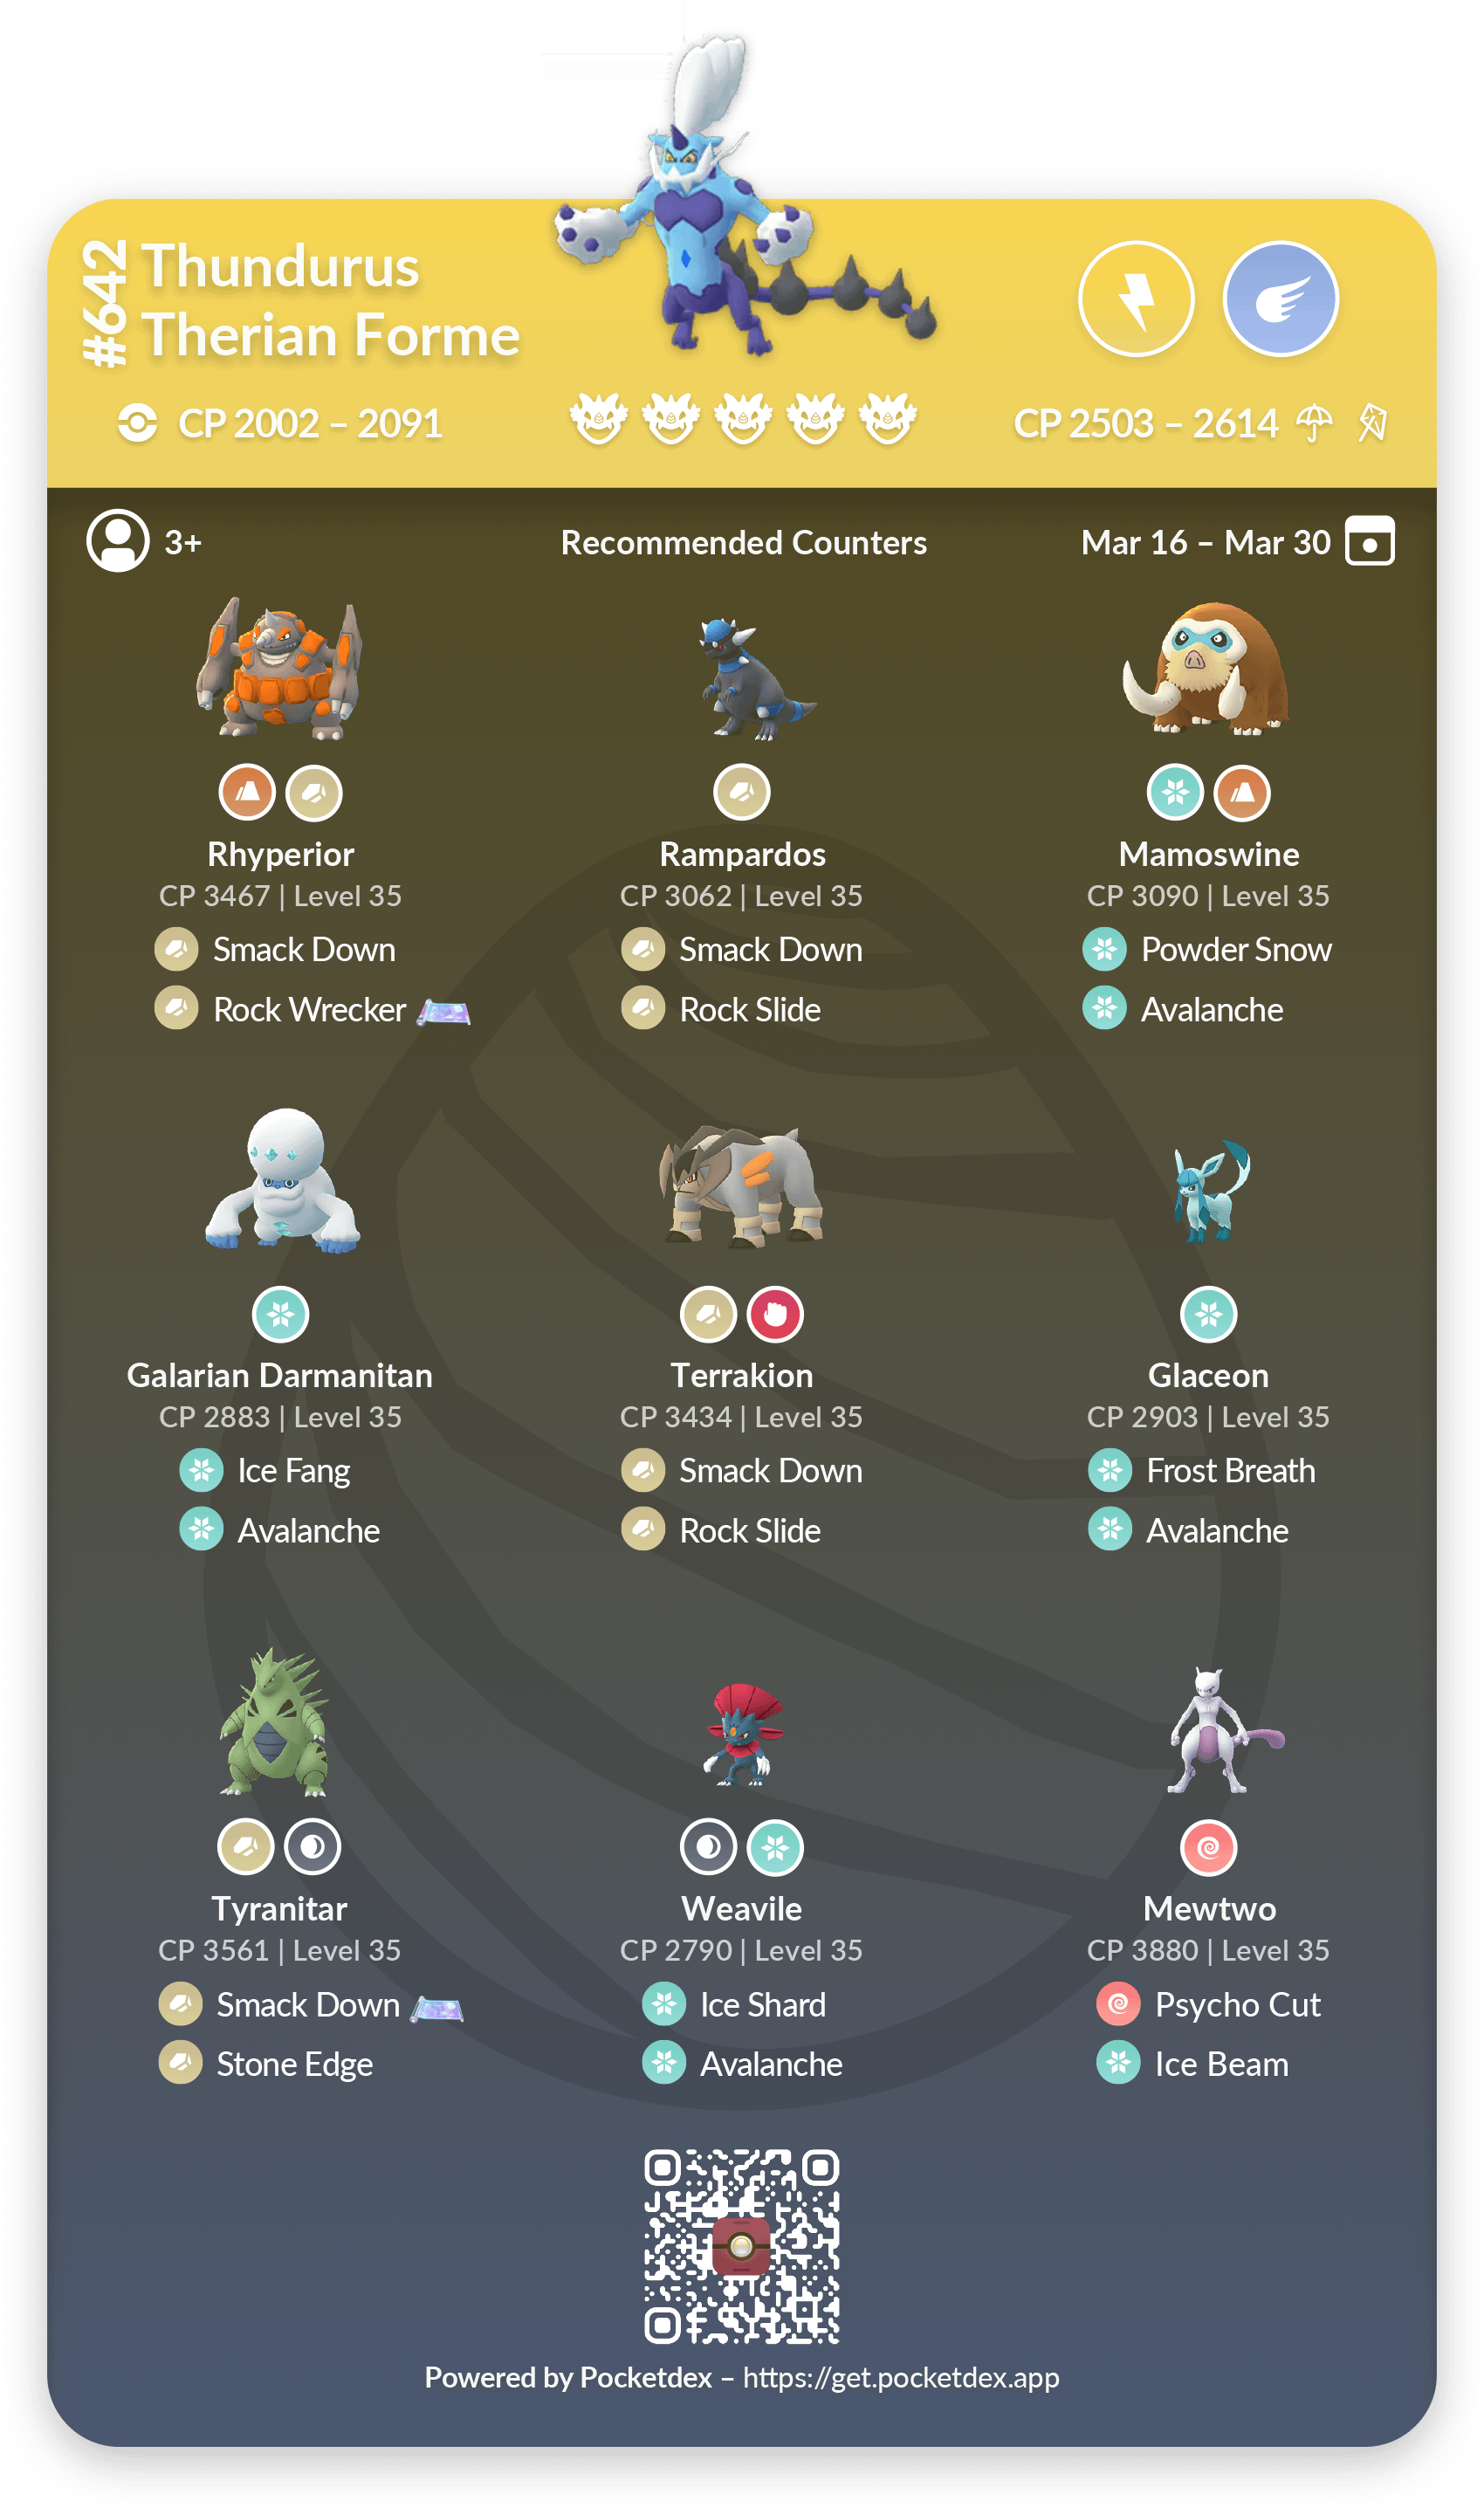 #642
Thundurus
Therian Forme
CP 2002 – 2091
CP 2503 – 2614
3+
Recommended Counters
Mar 16 – Mar 30
Rhyperior
CP 3467 | Level 35
Smack Down
Rock Wrecker
Rampardos
CP 3062 | Level 35
Smack Down
Rock Slide
Mamoswine
CP 3090 | Level 35
Powder Snow
Avalanche
Galarian Darmanitan
CP 2883 | Level 35
Ice Fang
Avalanche
Terrakion
CP 3434 | Level 35
Smack Down
Rock Slide
Glaceon
CP 2903 | Level 35
Frost Breath
Avalanche
Tyranitar
CP 3561 | Level 35
Smack Down
Stone Edge
Weavile
CP 2790 | Level 35
Ice Shard
Avalanche
Mewtwo
CP 3880 | Level 35
Psycho Cut
Ice Beam
Powered by Pocketdex – https://get.pocketdex.app